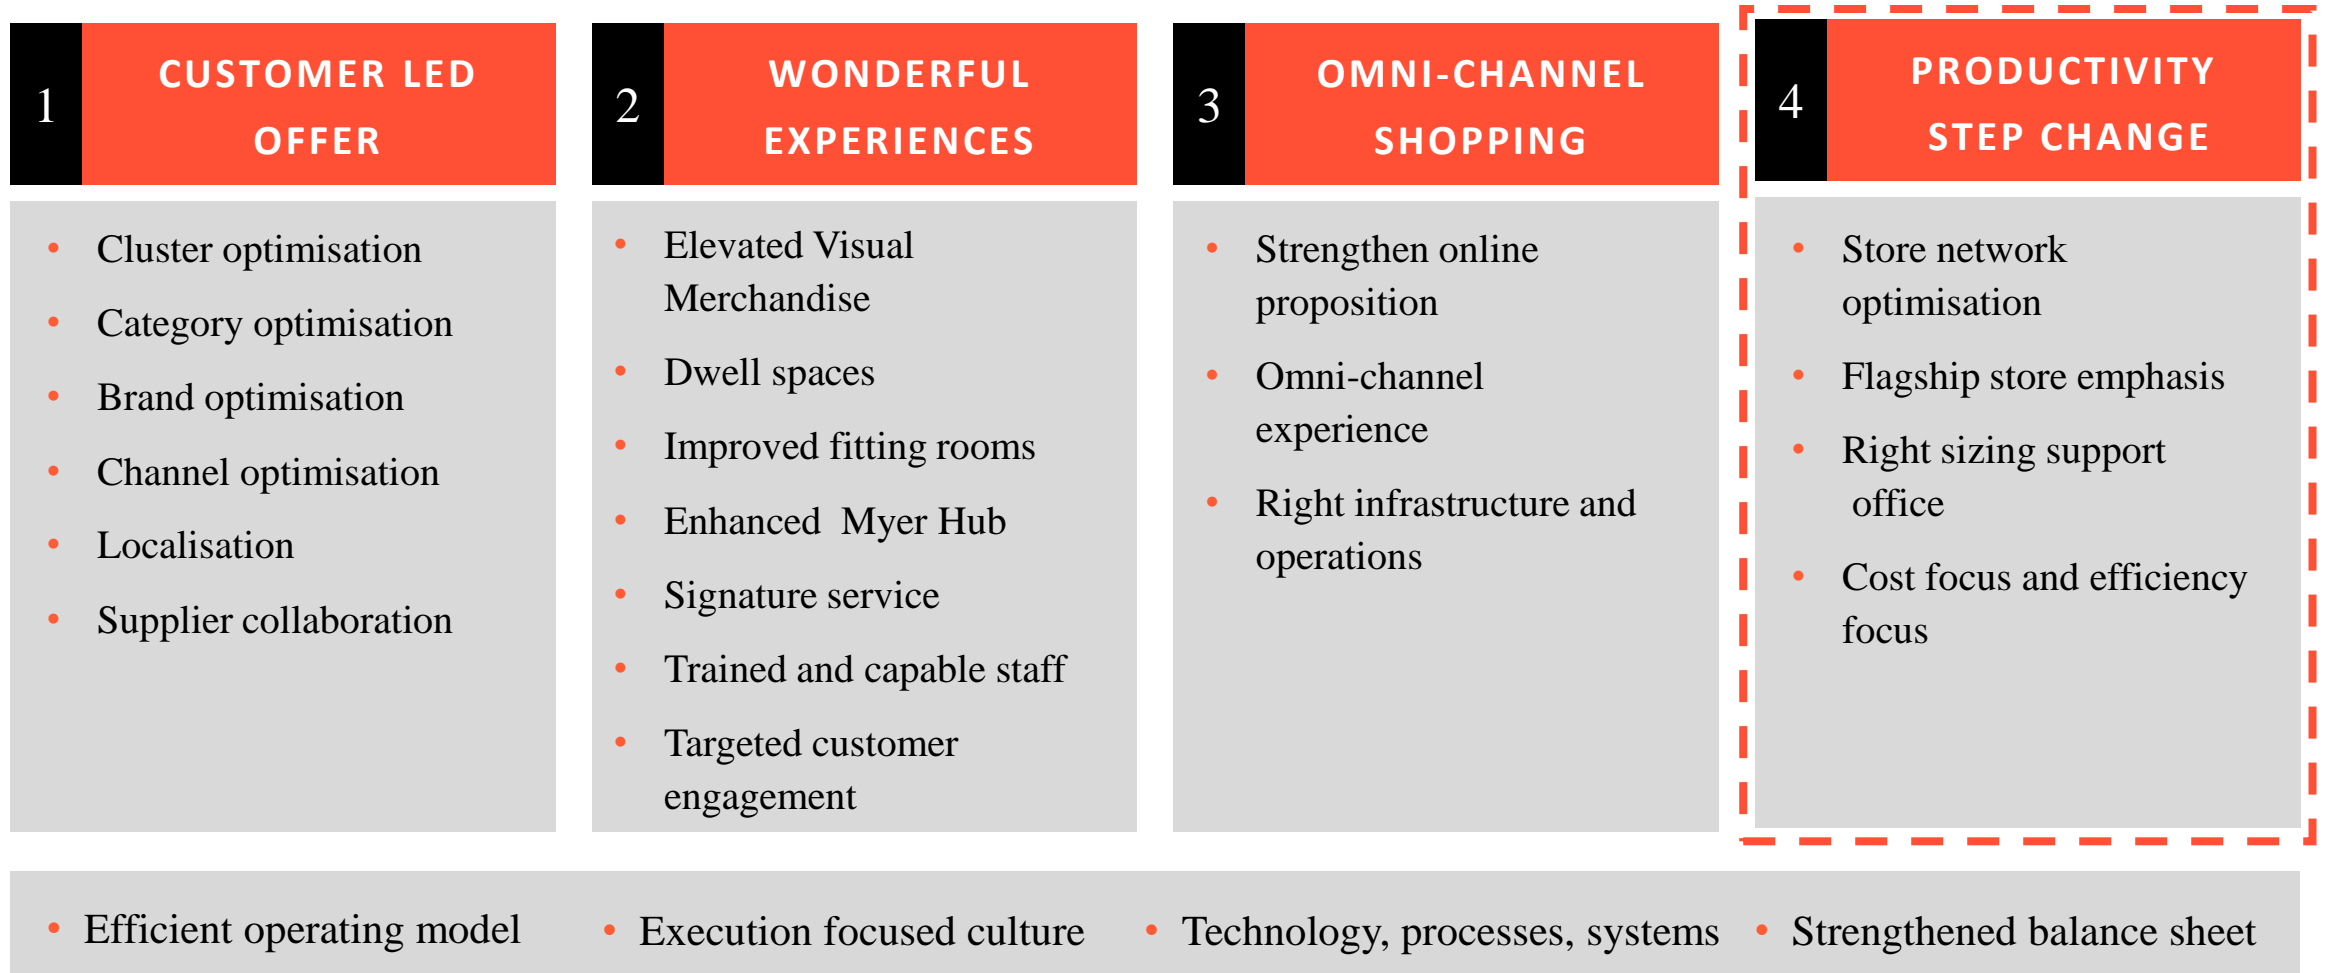 1
CUSTOMER LED
OFFER
• Cluster optimisation
• Category optimisation
• Brand optimisation
• Channel optimisation
• Localisation
• Supplier collaboration
2
WONDERFUL
EXPERIENCES
• Elevated Visual
Merchandise
• Dwell spaces
• Improved fitting rooms
• Enhanced  Myer Hub
• Signature service
• Trained and capable staff
• Targeted customer
engagement
3
OMNI-CHANNEL
SHOPPING
• Strengthen online
proposition
• Omni-channel
experience
• Right infrastructure and
operations
4
PRODUCTIVITY
STEP CHANGE
• Store network
optimisation
• Flagship store emphasis
• Right sizing support
office
• Cost focus and efficiency
focus
• Efficient operating model • Execution focused culture • Technology, processes, systems • Strengthened balance sheet